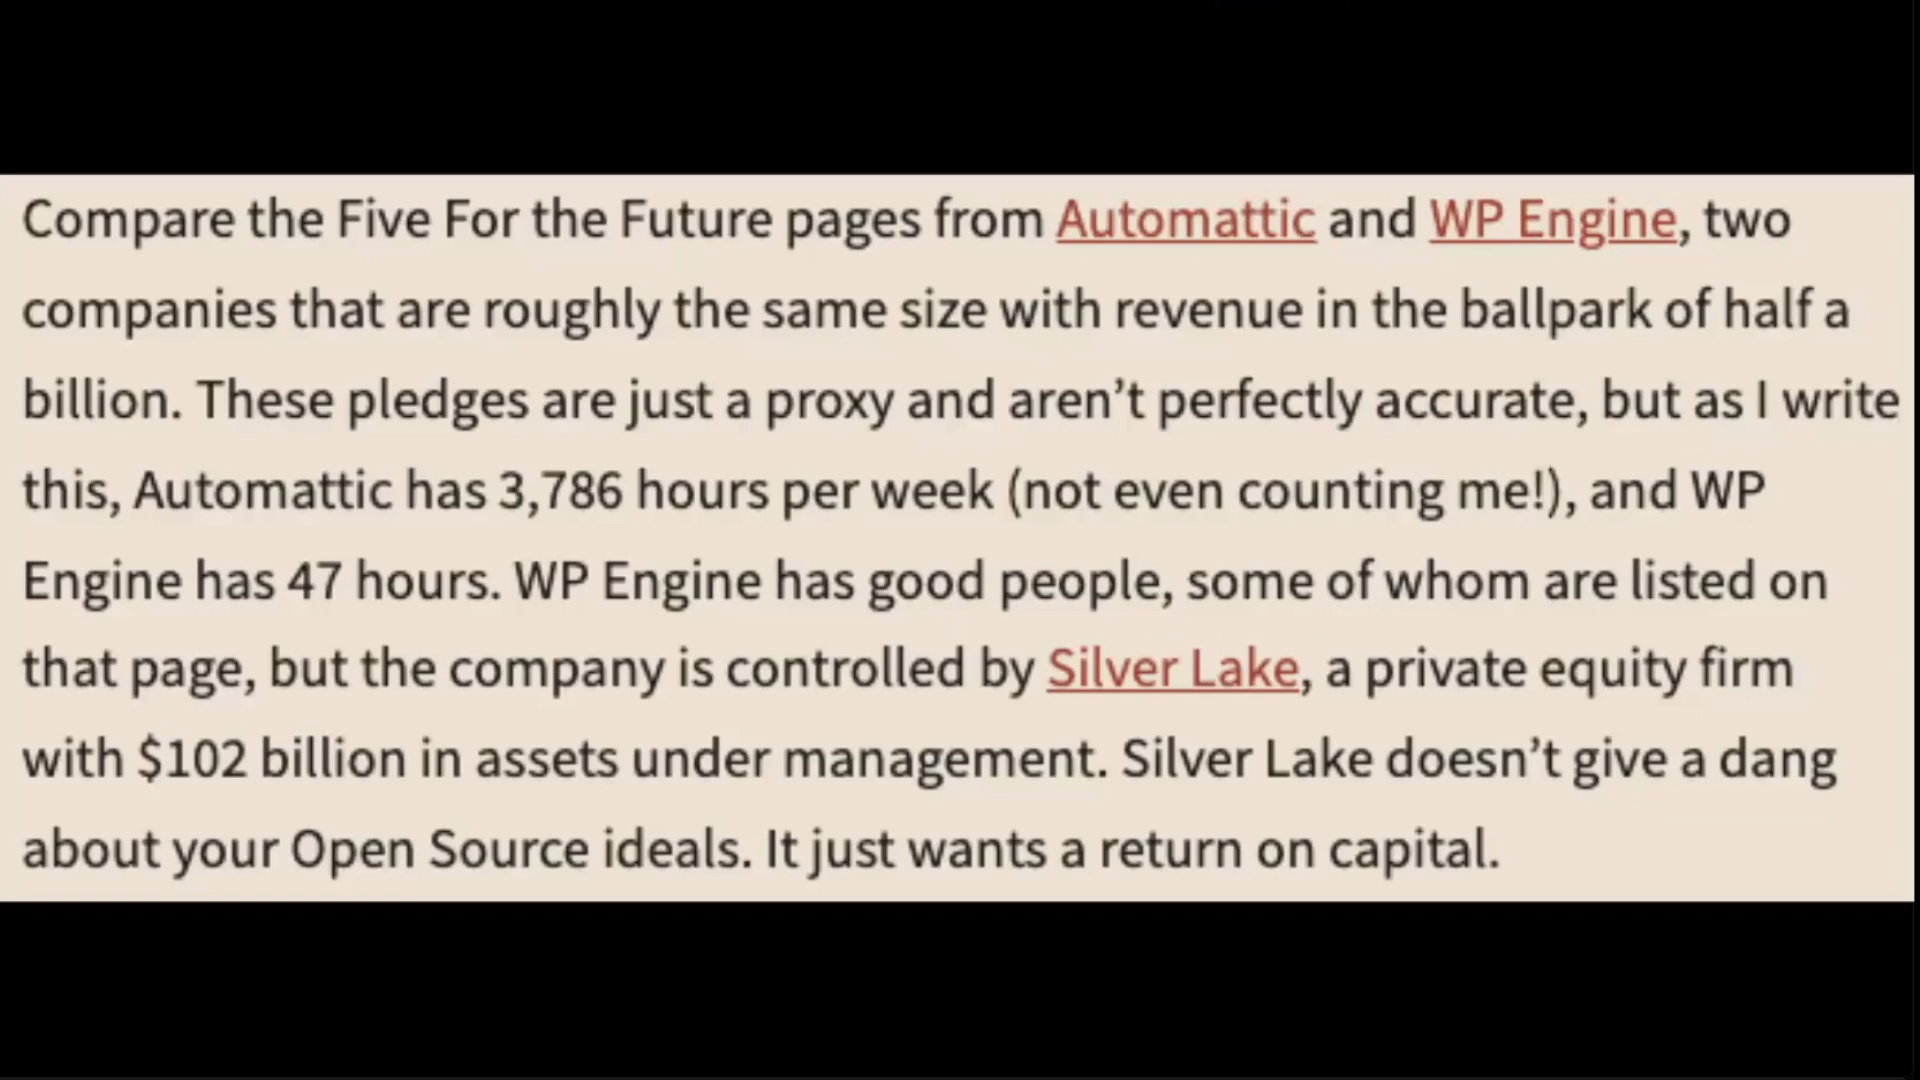 Compare the Five For the Future pages from Automattic and WP Engine, two
companies that are roughly the same size with revenue in the ballpark of half a
billion. These pledges are just a proxy and aren’t perfectly accurate, but as I write
this, Automattic has 3,786 hours per week (not even counting me!), and WP
Engine has 47 hours. WP Engine has good people, some of whom are listed on
that page, but the company is controlled by Silver Lake, a private equity firm
with $102 billion in assets under management. Silver Lake doesn’t give a dang
about your Open Source ideals. It just wants a return on capital.